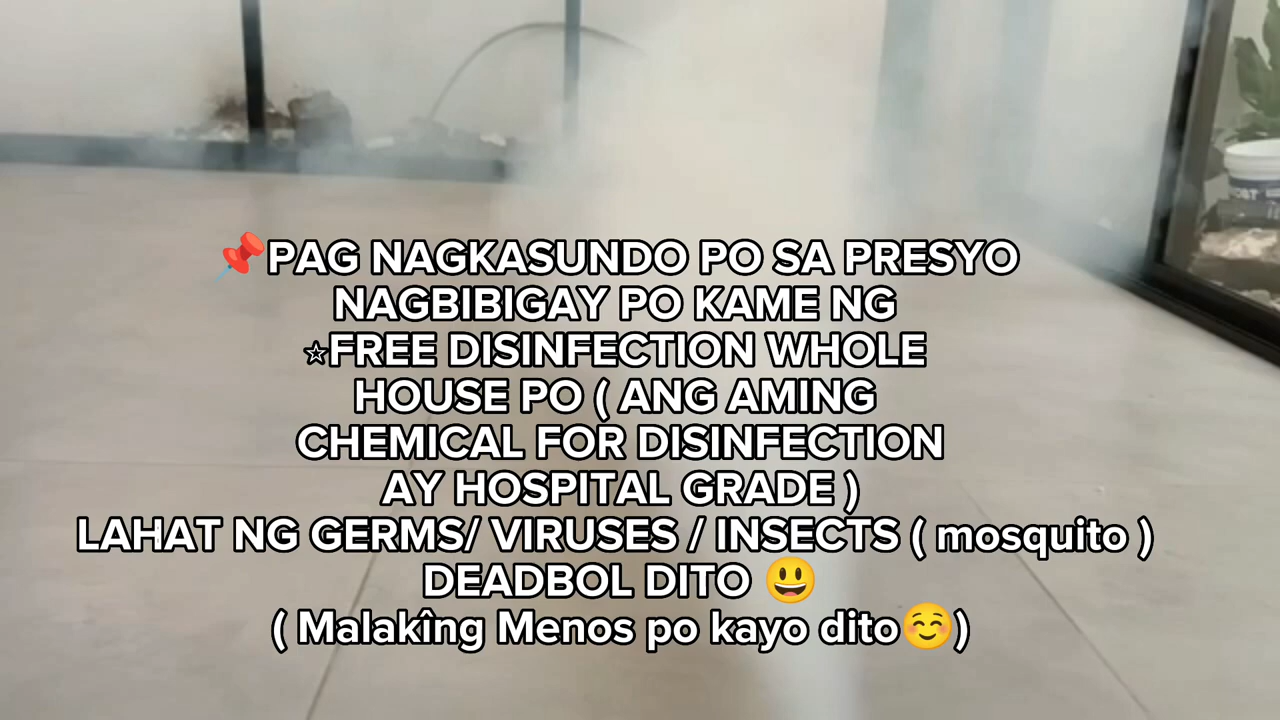 📌PAG NAGKASUNDO PO SA PRESYO
NAGBIBIGAY PO KAME NG
⭐FREE DISINFECTION WHOLE
HOUSE PO ( ANG AMING
CHEMICAL FOR DISINFECTION
AY HOSPITAL GRADE )
LAHAT NG GERMS/ VIRUSES / INSECTS ( mosquito )
DEADBOL DITO 😃
( Malakîng Menos po kayo dito☺️)